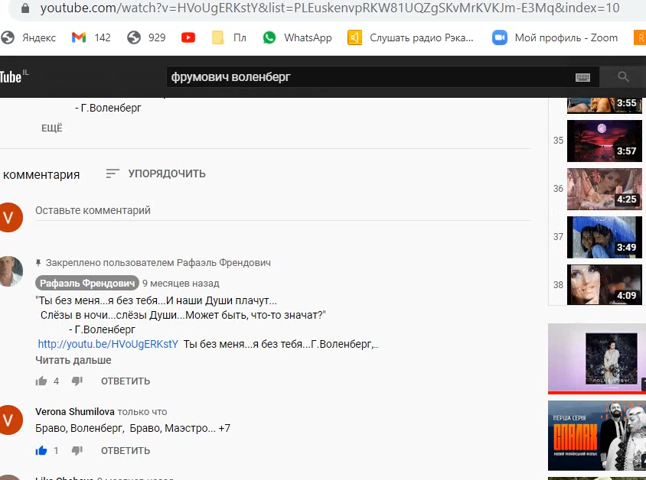 youtube.com/watch?v=HVoUgERKstY&list=PLEuskenvpRKW81UQZgSKvMrKVKJm-E3Mq&index=10
Яндекс 142 929 Пл WhatsApp Слушать радио Рэка... Мой профиль - Zoom
Tube IL фрумович воленберг
- Г.Воленберг
ЕЩЁ
комментария УПОРЯДОЧИТЬ
Оставьте комментарий
Закреплено пользователем Рафаэль Френдович
Рафаэль Френдович 9 месяцев назад
"Ты без меня...я без тебя...И наши Души плачут...
Слёзы в ночи...слёзы Души...Может быть, что-то значат?"
- Г.Воленберг
http://youtu.be/HVoUgERKstY Ты без меня...я без тебя...Г.Воленберг,..
Читать дальше
4 ОТВЕТИТЬ
V Verona Shumilova только что
Браво, Воленберг, Браво, Маэстро... +7
1 ОТВЕТИТЬ
3:55
35 3:57
36 4:25
37 3:49
38 4:09
ПЕРША СЕРІЯ